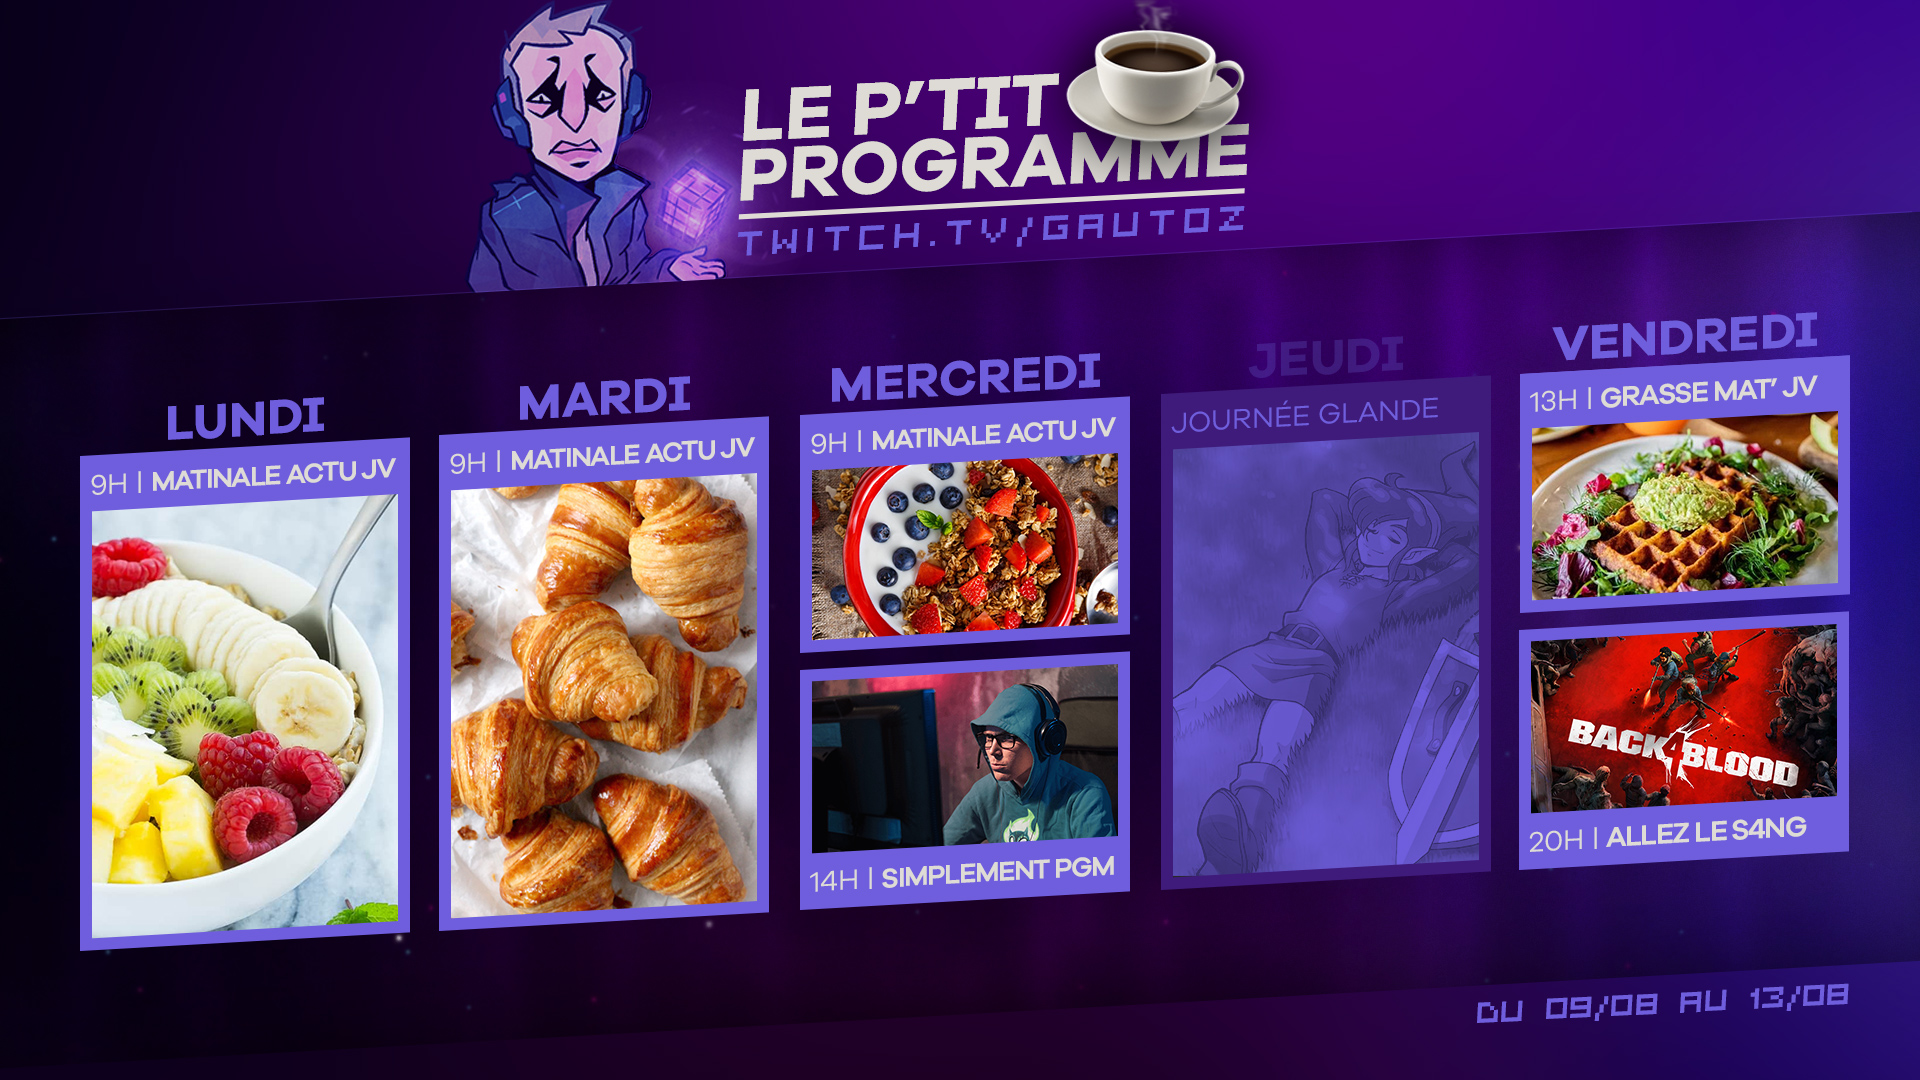 LE P'TIT
PROGRAMME
TWITCH.TV/GAUTOZ
LUNDI
9H | MATINALE ACTU JV
MARDI
9H | MATINALE ACTU JV
MERCREDI
9H | MATINALE ACTU JV
14H | SIMPLEMENT PGM
JEUDI
JOURNÉE GLANDE
VENDREDI
13H | GRASSE MAT' JV
BACK 4 BLOOD
20H | ALLEZ LE S4NG
DU 09/08 AU 13/08